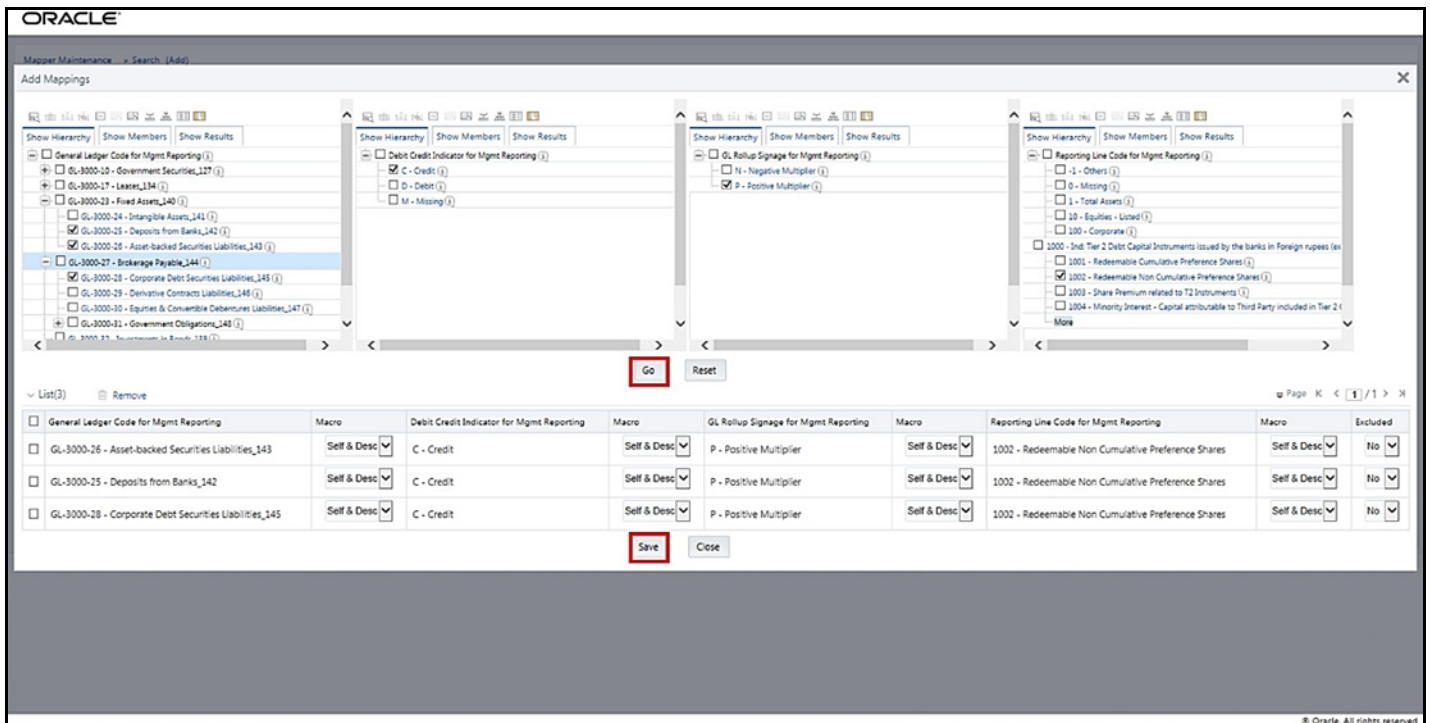 ORACLE
Mapper Maintenance > Search (Add)
Add Mappings
Show Hierarchy Show Members Show Results
General Ledger Code for Mgmt Reporting
GL-3000-10 - Government Securities_127
GL-3000-17 - Leases_134
GL-3000-23 - Fixed Assets_140
GL-3000-24 - Intangible Assets_141
GL-3000-25 - Deposits from Banks_142
GL-3000-26 - Asset-backed Securities Liabilities_143
GL-3000-27 - Brokerage Payable_144
GL-3000-28 - Corporate Debt Securities Liabilities_145
GL-3000-29 - Derivative Contracts Liabilities_146
GL-3000-30 - Equities & Convertible Debentures Liabilities_147
GL-3000-31 - Government Obligations_148
Show Hierarchy Show Members Show Results
Debit Credit Indicator for Mgmt Reporting
C - Credit
D - Debit
M - Missing
Show Hierarchy Show Members Show Results
GL Rollup Signage for Mgmt Reporting
N - Negative Multiplier
P - Positive Multiplier
Show Hierarchy Show Members Show Results
Reporting Line Code for Mgmt Reporting
-1 - Others
0 - Missing
1 - Total Assets
10 - Equities - Listed
100 - Corporate
1000 - Ind: Tier 2 Debt Capital Instruments issued by the banks in Foreign rupees (ex
1001 - Redeemable Cumulative Preference Shares
1002 - Redeemable Non Cumulative Preference Shares
1003 - Share Premium related to T2 Instruments
1004 - Minority Interest - Capital attributable to Third Party included in Tier 2 C
More
Go Reset
List(3) Remove Page 1 / 1
General Ledger Code for Mgmt Reporting Macro Debit Credit Indicator for Mgmt Reporting Macro GL Rollup Signage for Mgmt Reporting Macro Reporting Line Code for Mgmt Reporting Macro Excluded
GL-3000-26 - Asset-backed Securities Liabilities_143 Self & Desc C - Credit Self & Desc P - Positive Multiplier Self & Desc 1002 - Redeemable Non Cumulative Preference Shares Self & Desc No
GL-3000-25 - Deposits from Banks_142 Self & Desc C - Credit Self & Desc P - Positive Multiplier Self & Desc 1002 - Redeemable Non Cumulative Preference Shares Self & Desc No
GL-3000-28 - Corporate Debt Securities Liabilities_145 Self & Desc C - Credit Self & Desc P - Positive Multiplier Self & Desc 1002 - Redeemable Non Cumulative Preference Shares Self & Desc No
Save Close
© Oracle. All rights reserved